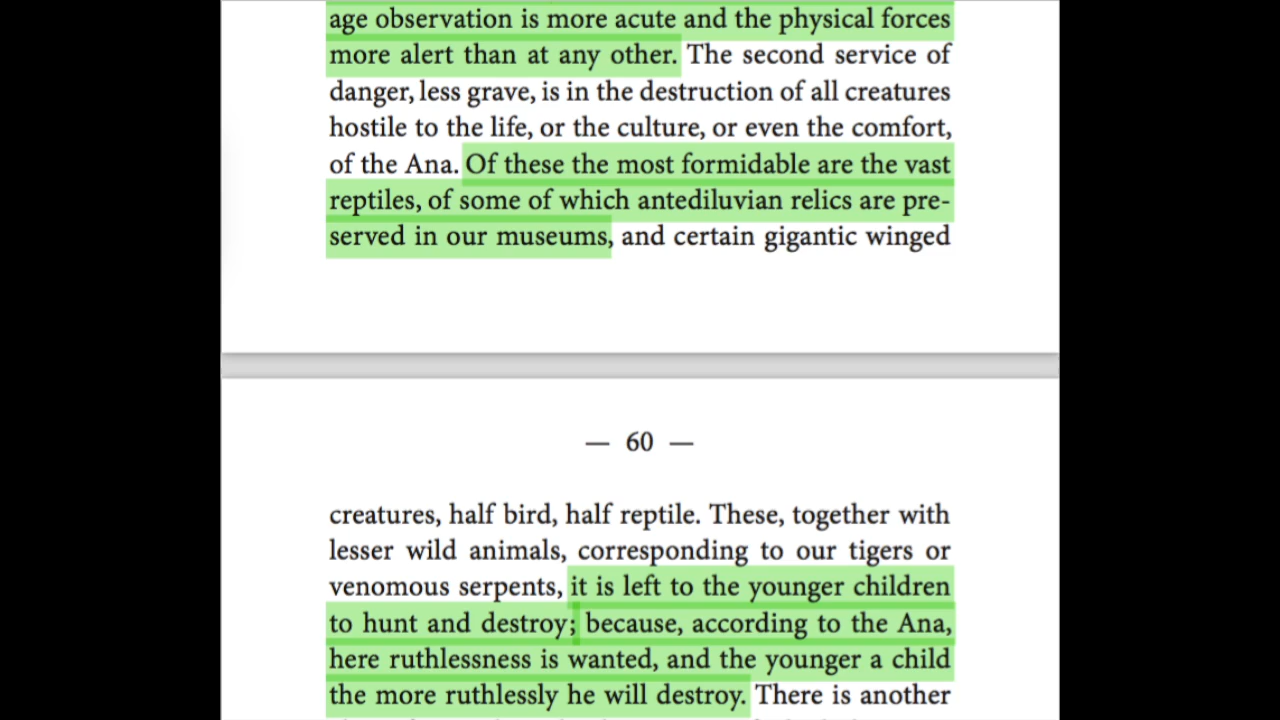 age observation is more acute and the physical forces
more alert than at any other. The second service of
danger, less grave, is in the destruction of all creatures
hostile to the life, or the culture, or even the comfort,
of the Ana. Of these the most formidable are the vast
reptiles, of some of which antediluvian relics are pre-
served in our museums, and certain gigantic winged
— 60 —
creatures, half bird, half reptile. These, together with
lesser wild animals, corresponding to our tigers or
venomous serpents, it is left to the younger children
to hunt and destroy; because, according to the Ana,
here ruthlessness is wanted, and the younger a child
the more ruthlessly he will destroy. There is another